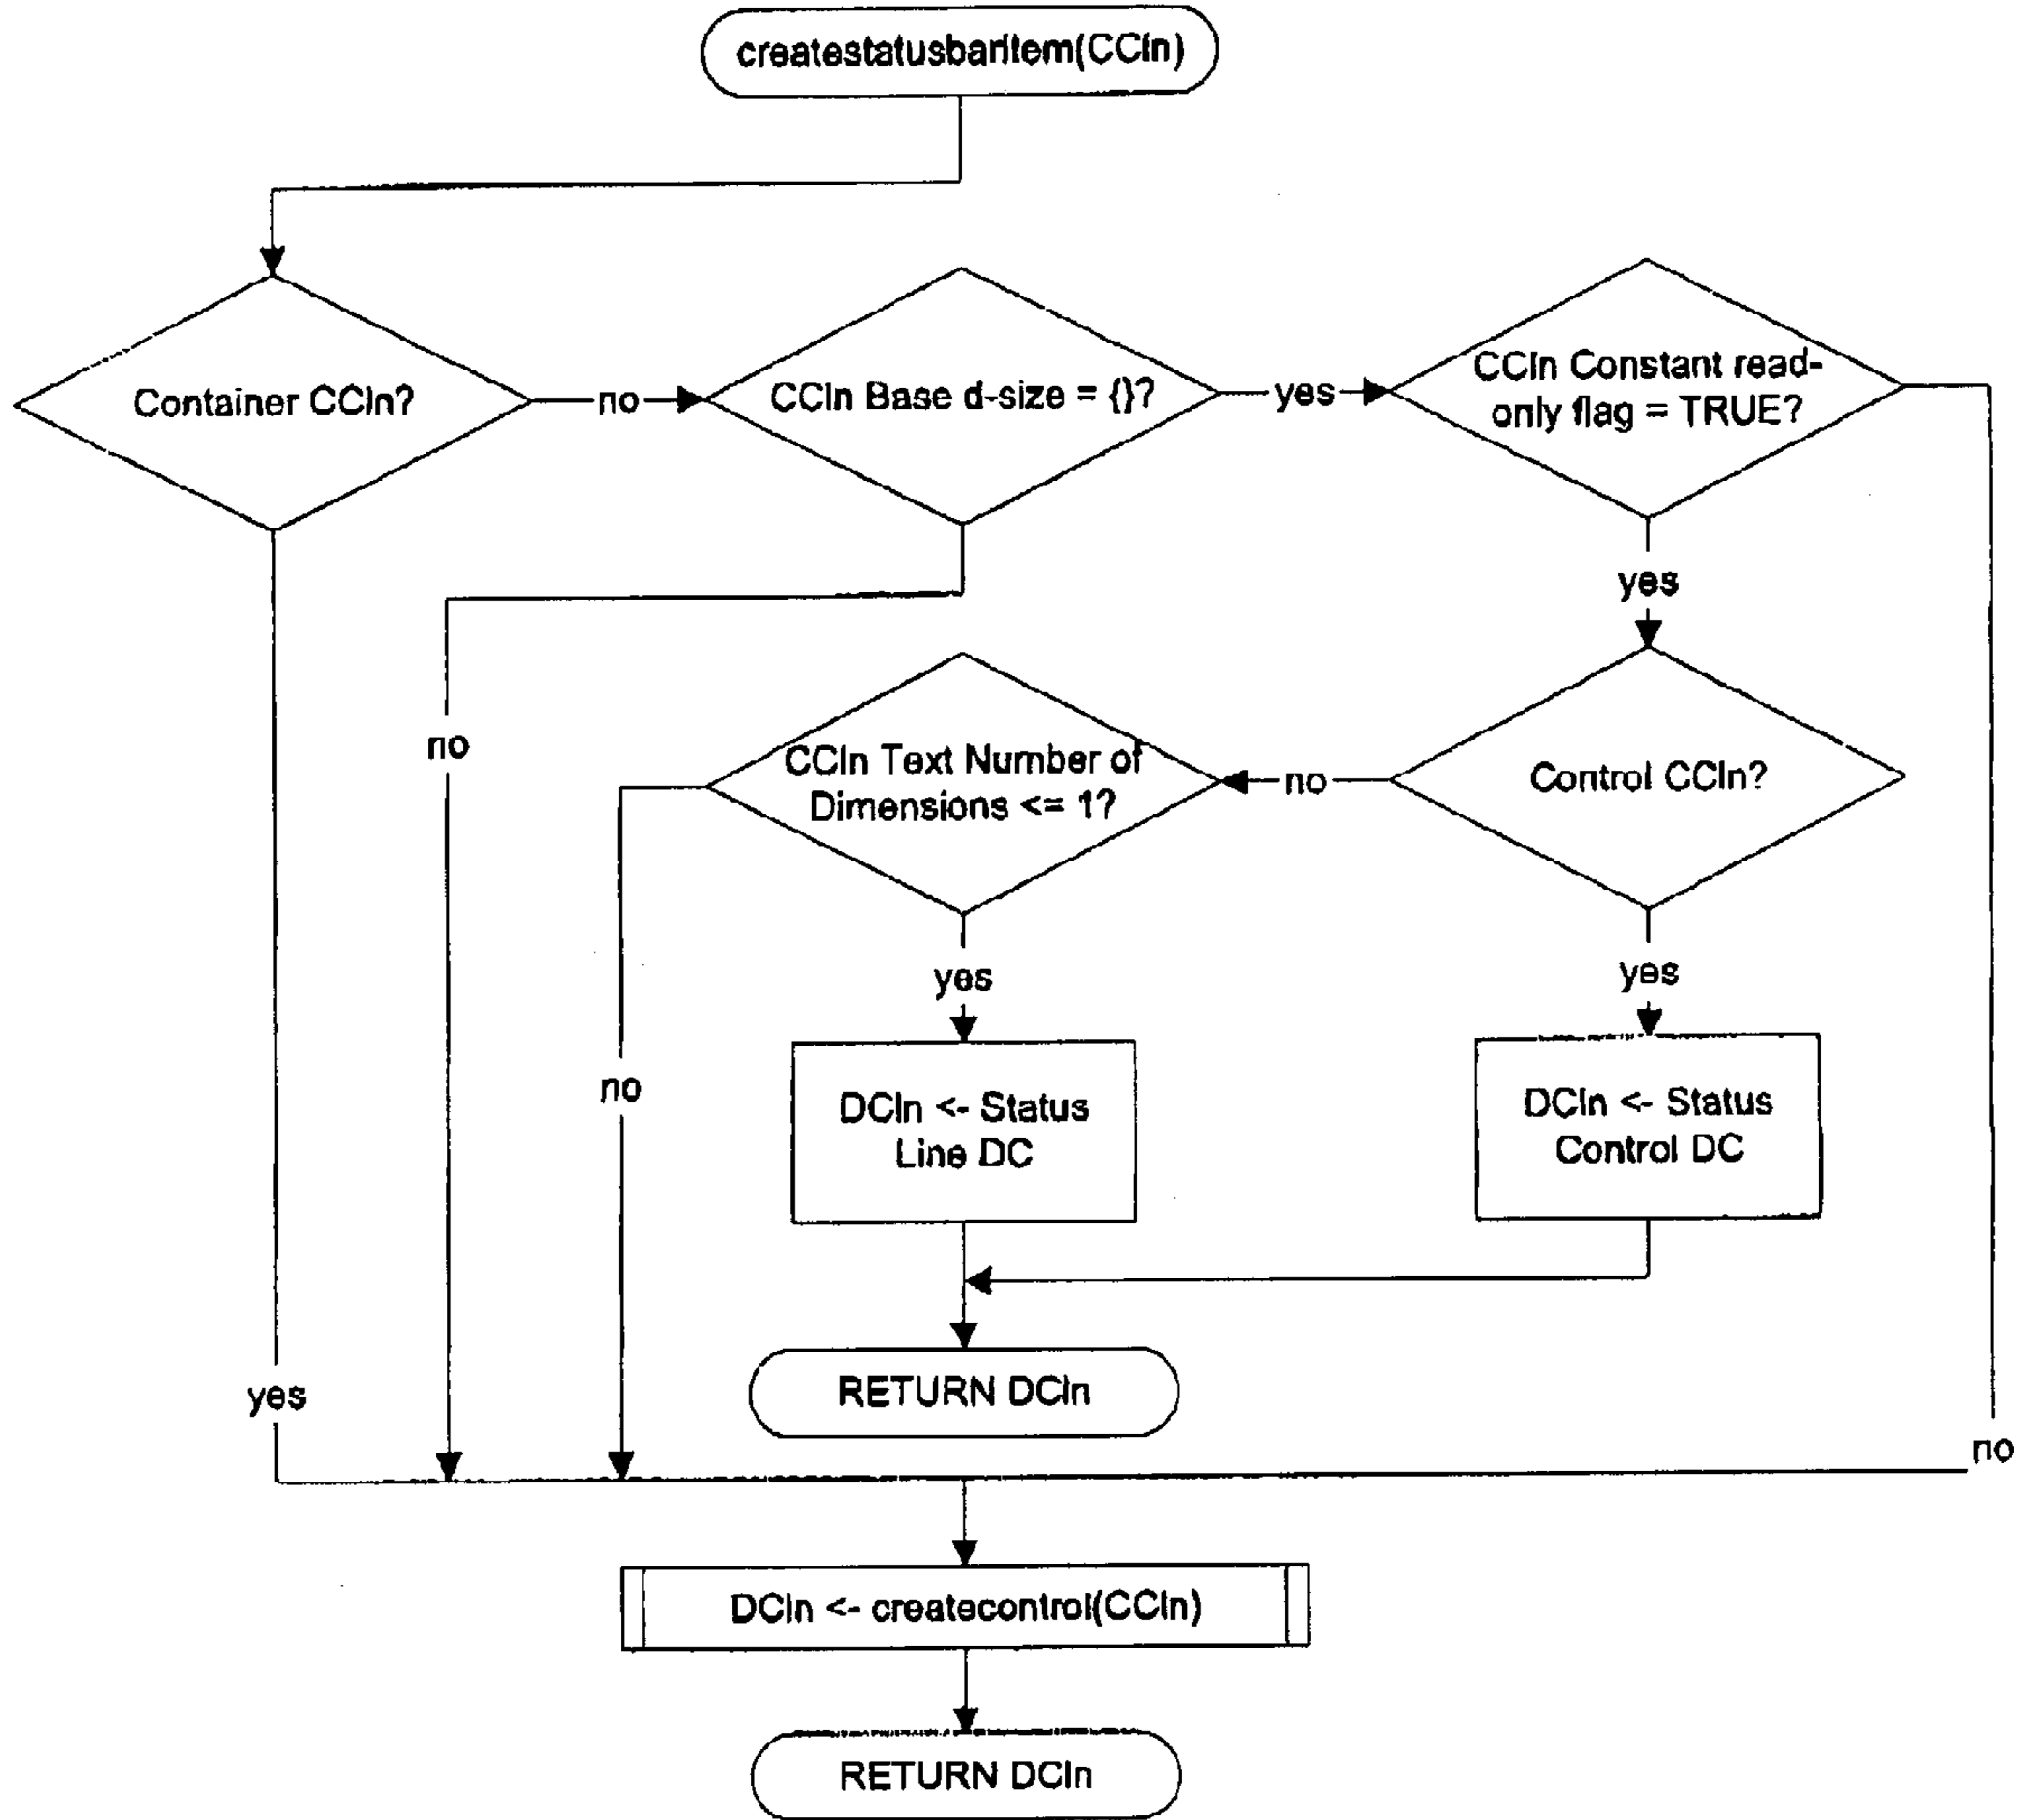 createstatusbaritem(CCIn)
Container CCIn?
no
CCIn Base d-size = {}?
yes
CCIn Constant read-
only flag = TRUE?
no
yes
no
CCIn Text Number of
Dimensions <= 1?
no
Control CCIn?
yes
yes
no
DCIn <- Status
Line DC
DCIn <- Status
Control DC
RETURN DCIn
yes
no
DCIn <- createcontrol(CCIn)
RETURN DCIn